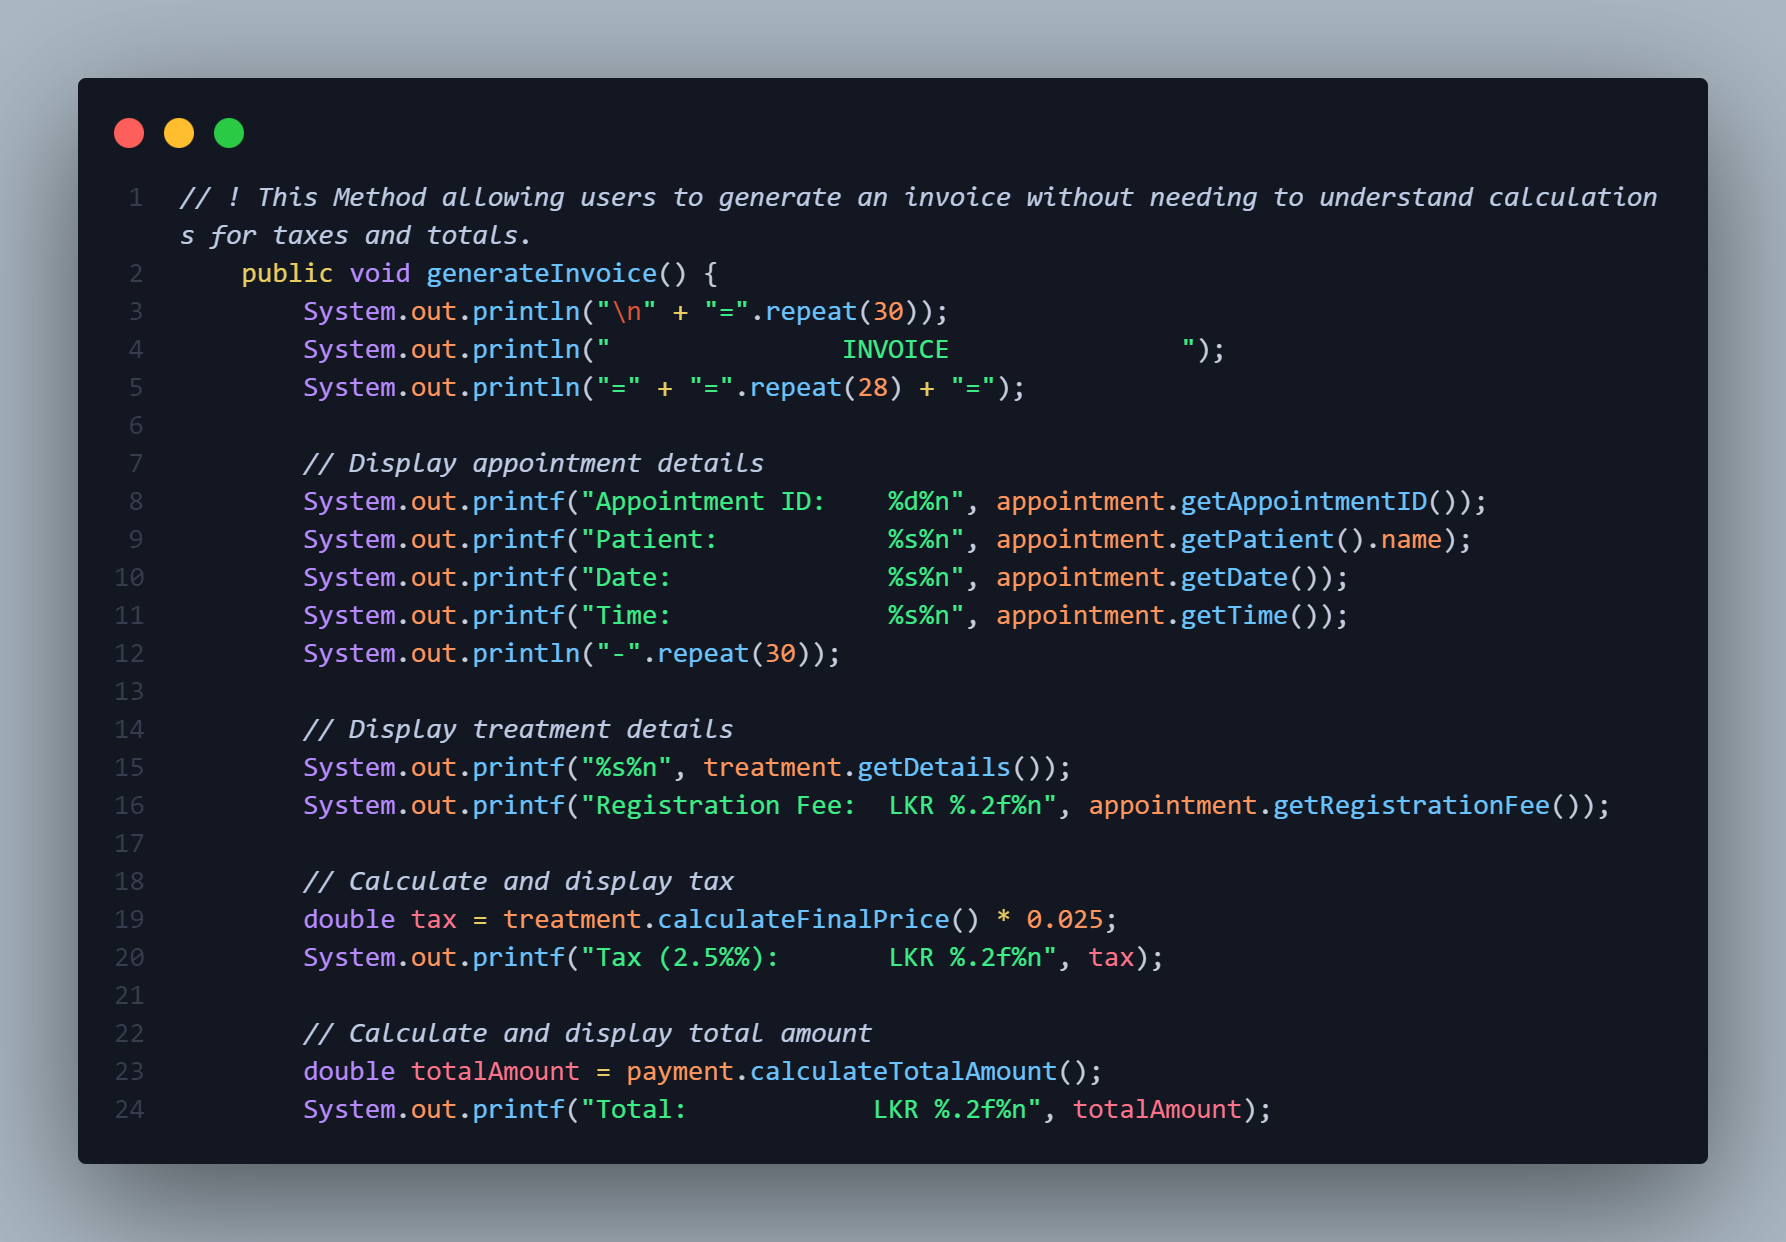 1 // ! This Method allowing users to generate an invoice without needing to understand calculation
s for taxes and totals.
2     public void generateInvoice() {
3         System.out.println("\n" + "=".repeat(30));
4         System.out.println("               INVOICE               ");
5         System.out.println("=" + "=".repeat(28) + "=");
6
7         // Display appointment details
8         System.out.printf("Appointment ID:    %d%n", appointment.getAppointmentID());
9         System.out.printf("Patient:           %s%n", appointment.getPatient().name);
10         System.out.printf("Date:              %s%n", appointment.getDate());
11         System.out.printf("Time:              %s%n", appointment.getTime());
12         System.out.println("-".repeat(30));
13
14         // Display treatment details
15         System.out.printf("%s%n", treatment.getDetails());
16         System.out.printf("Registration Fee:  LKR %.2f%n", appointment.getRegistrationFee());
17
18         // Calculate and display tax
19         double tax = treatment.calculateFinalPrice() * 0.025;
20         System.out.printf("Tax (2.5%%):       LKR %.2f%n", tax);
21
22         // Calculate and display total amount
23         double totalAmount = payment.calculateTotalAmount();
24         System.out.printf("Total:            LKR %.2f%n", totalAmount);